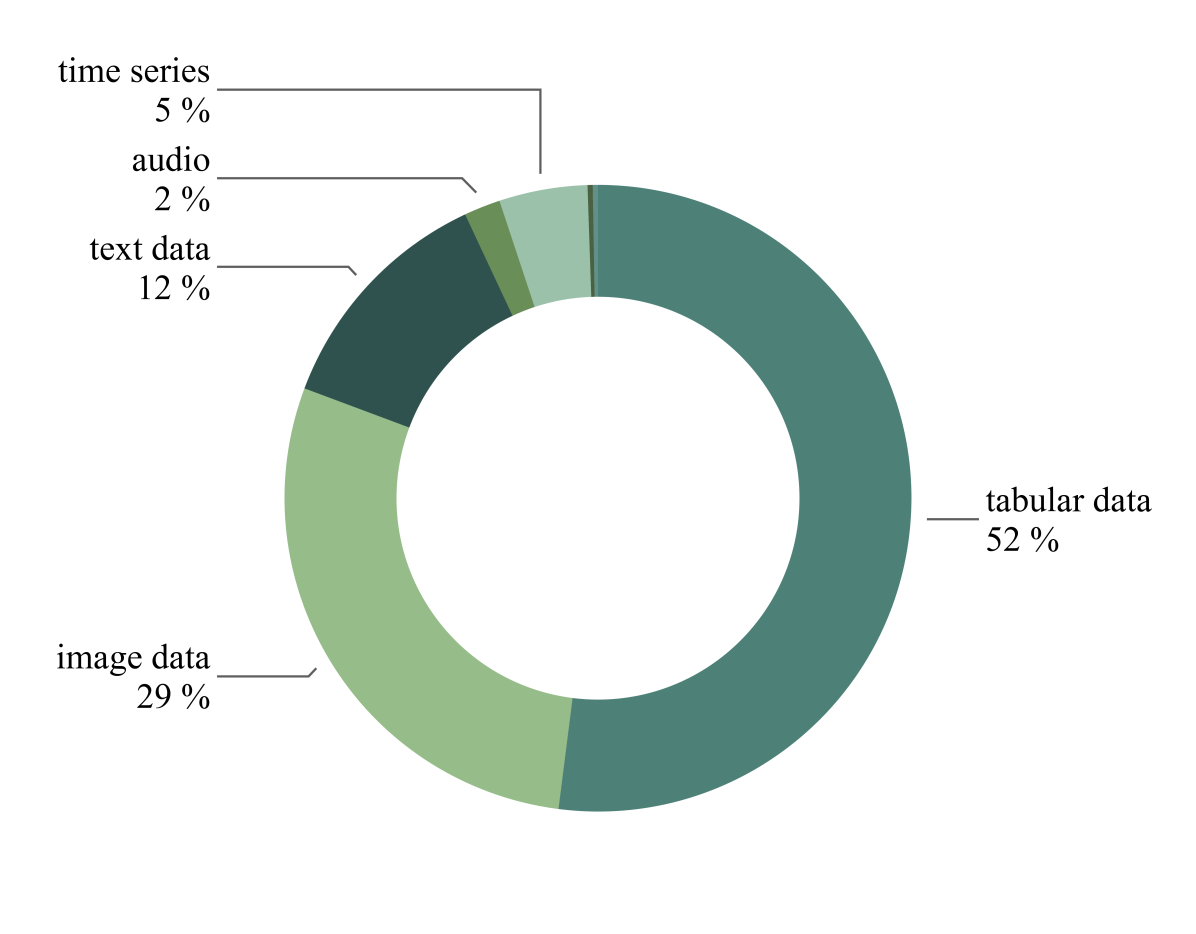 time series
5 %
audio
2 %
text data
12 %
tabular data
52 %
image data
29 %